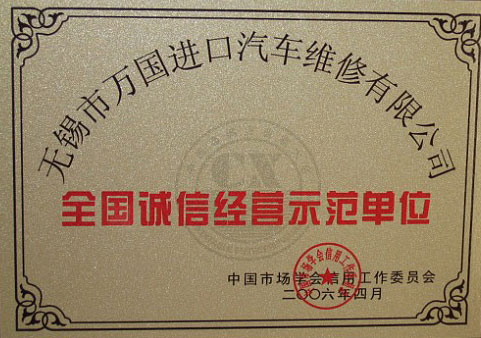 无锡市万国进口汽车维修有限公司
CX
全国诚信经营示范单位
中国市场学会信用工作委员会
二〇〇六年四月